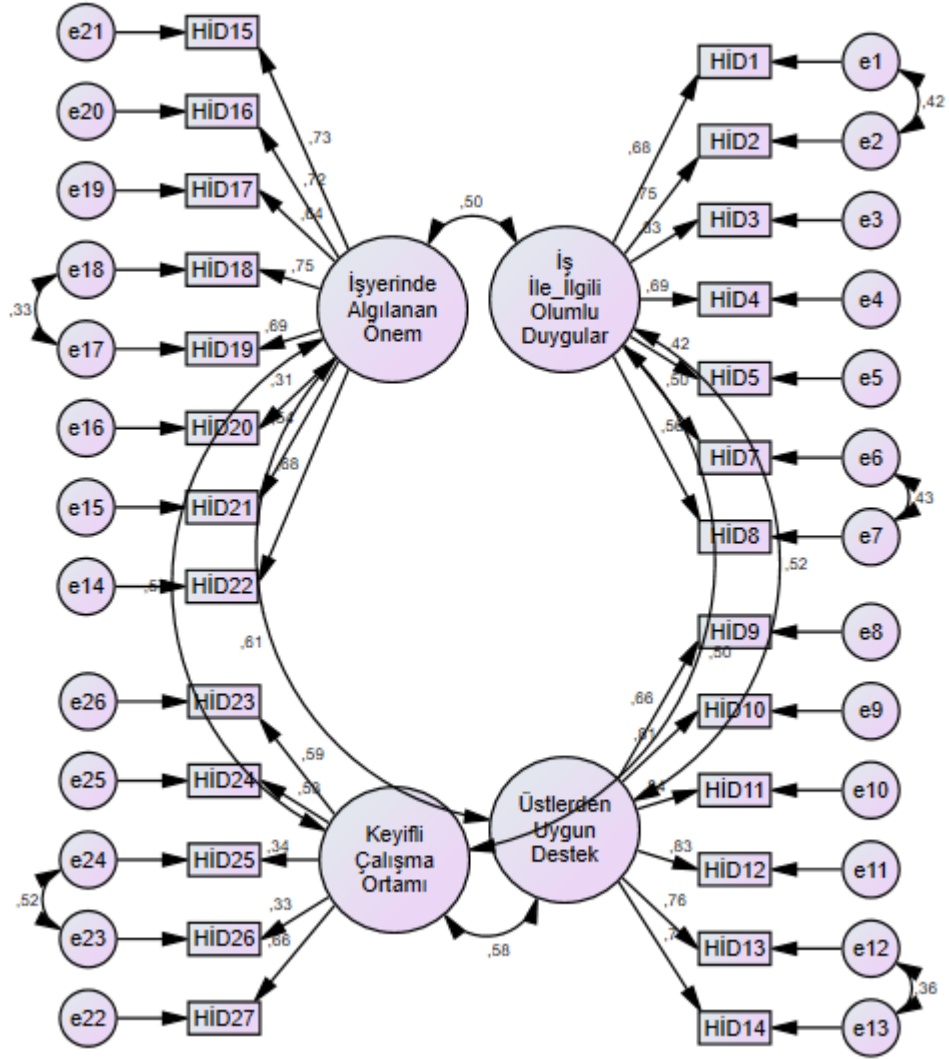 e21
HİD15
e20
HİD16
e19
HİD17
e18
HİD18
e17
HİD19
e16
HİD20
e15
HİD21
e14
HİD22
e26
HİD23
e25
HİD24
e24
HİD25
e23
HİD26
e22
HİD27
,73
,72
,75
,69
,33
,31
,61
,59
,34
,33
,66
,52
İşyerinde
Algılanan
Önem
,50
İş
İle_İlgili
Olumlu
Duygular
Keyifli
Çalışma
Ortamı
,58
Üstlerden
Uygun
Destek
,68
,75
,83
,69
,42
,50
,56
,52
,50
,66
,83
,76
HİD1
e1
HİD2
e2
,42
HİD3
e3
HİD4
e4
HİD5
e5
HİD7
e6
HİD8
e7
,43
HİD9
e8
HİD10
e9
HİD11
e10
HİD12
e11
HİD13
e12
HİD14
e13
,36